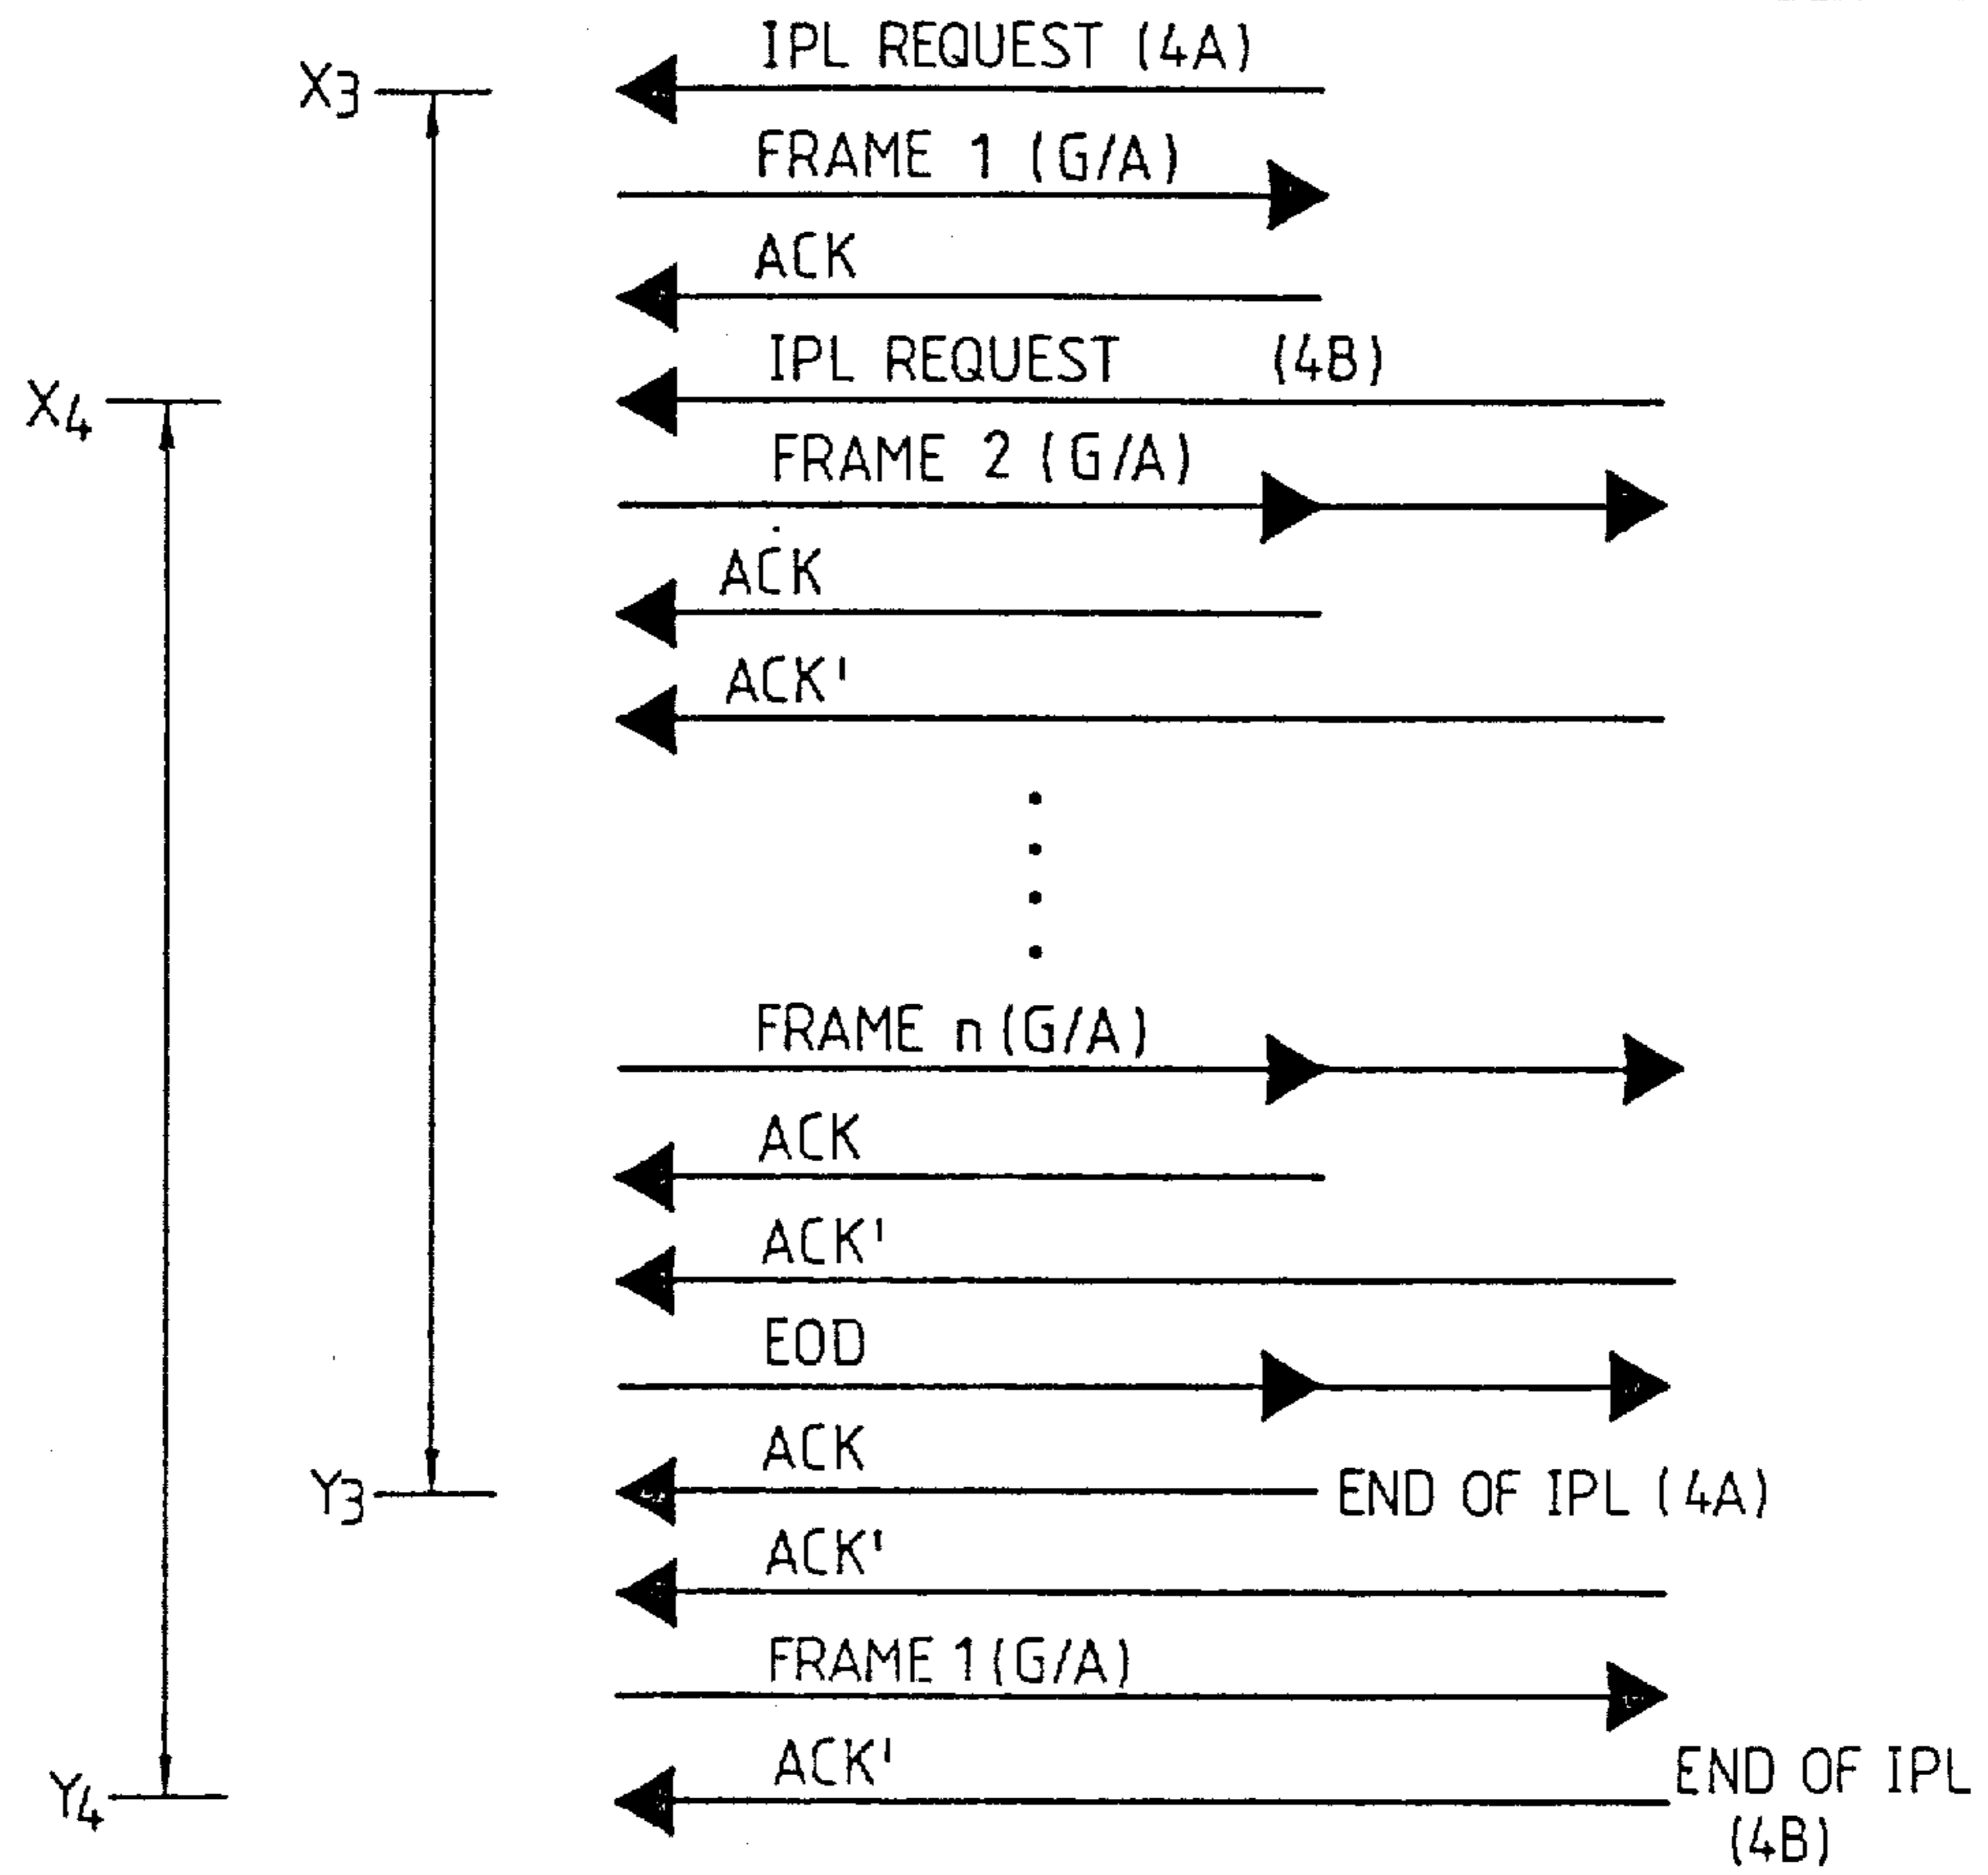 IPL REQUEST (4A)
X3
FRAME 1 (G/A)
ACK
IPL REQUEST (4B)
X4
FRAME 2 (G/A)
ACK
ACK'
FRAME n (G/A)
ACK
ACK'
EOD
ACK
Y3
END OF IPL (4A)
ACK'
FRAME 1 (G/A)
ACK'
Y4
END OF IPL
(4B)